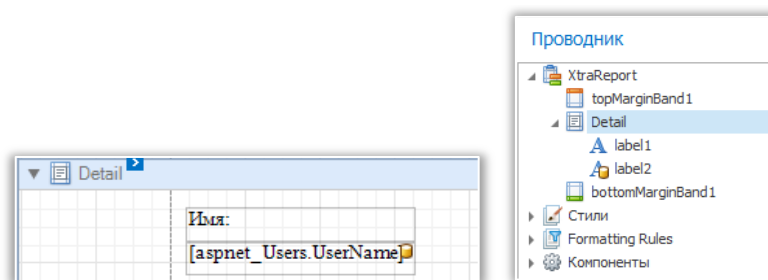 Detail
Имя:
[aspnet_Users.UserName]
Проводник
XtraReport
topMarginBand1
Detail
label1
label2
bottomMarginBand1
Стили
Formatting Rules
Компоненты